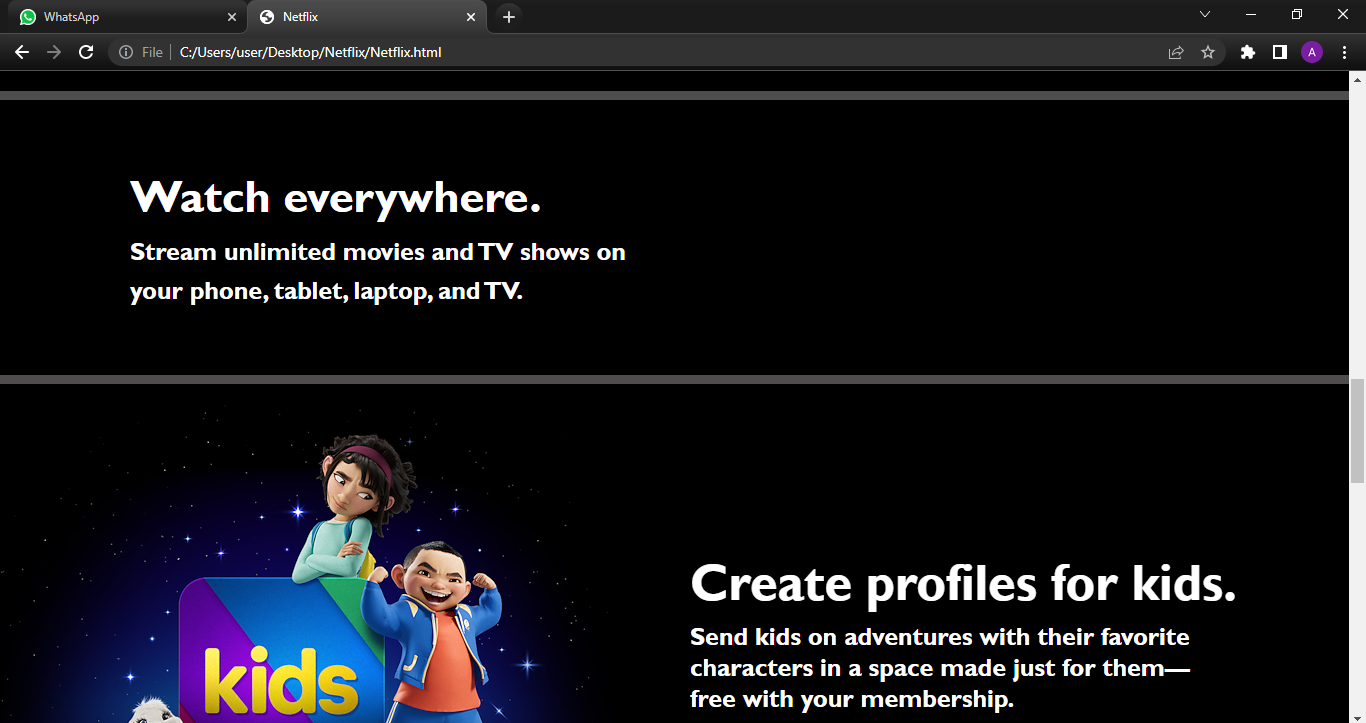 WhatsApp
Netflix
File
C:/Users/user/Desktop/Netflix/Netflix.html
A
Watch everywhere.
Stream unlimited movies and TV shows on
your phone, tablet, laptop, and TV.
kids
Create profiles for kids.
Send kids on adventures with their favorite
characters in a space made just for them—
free with your membership.